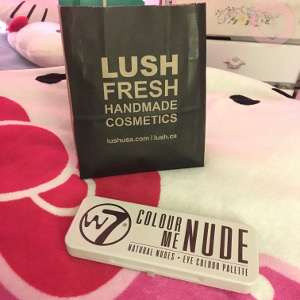 LUSH
FRESH
HANDMADE
COSMETICS
lushusa.com | lush.ca
W7
COLOUR
ME NUDE
NATURAL NUDES • EYE COLOUR PALETTE